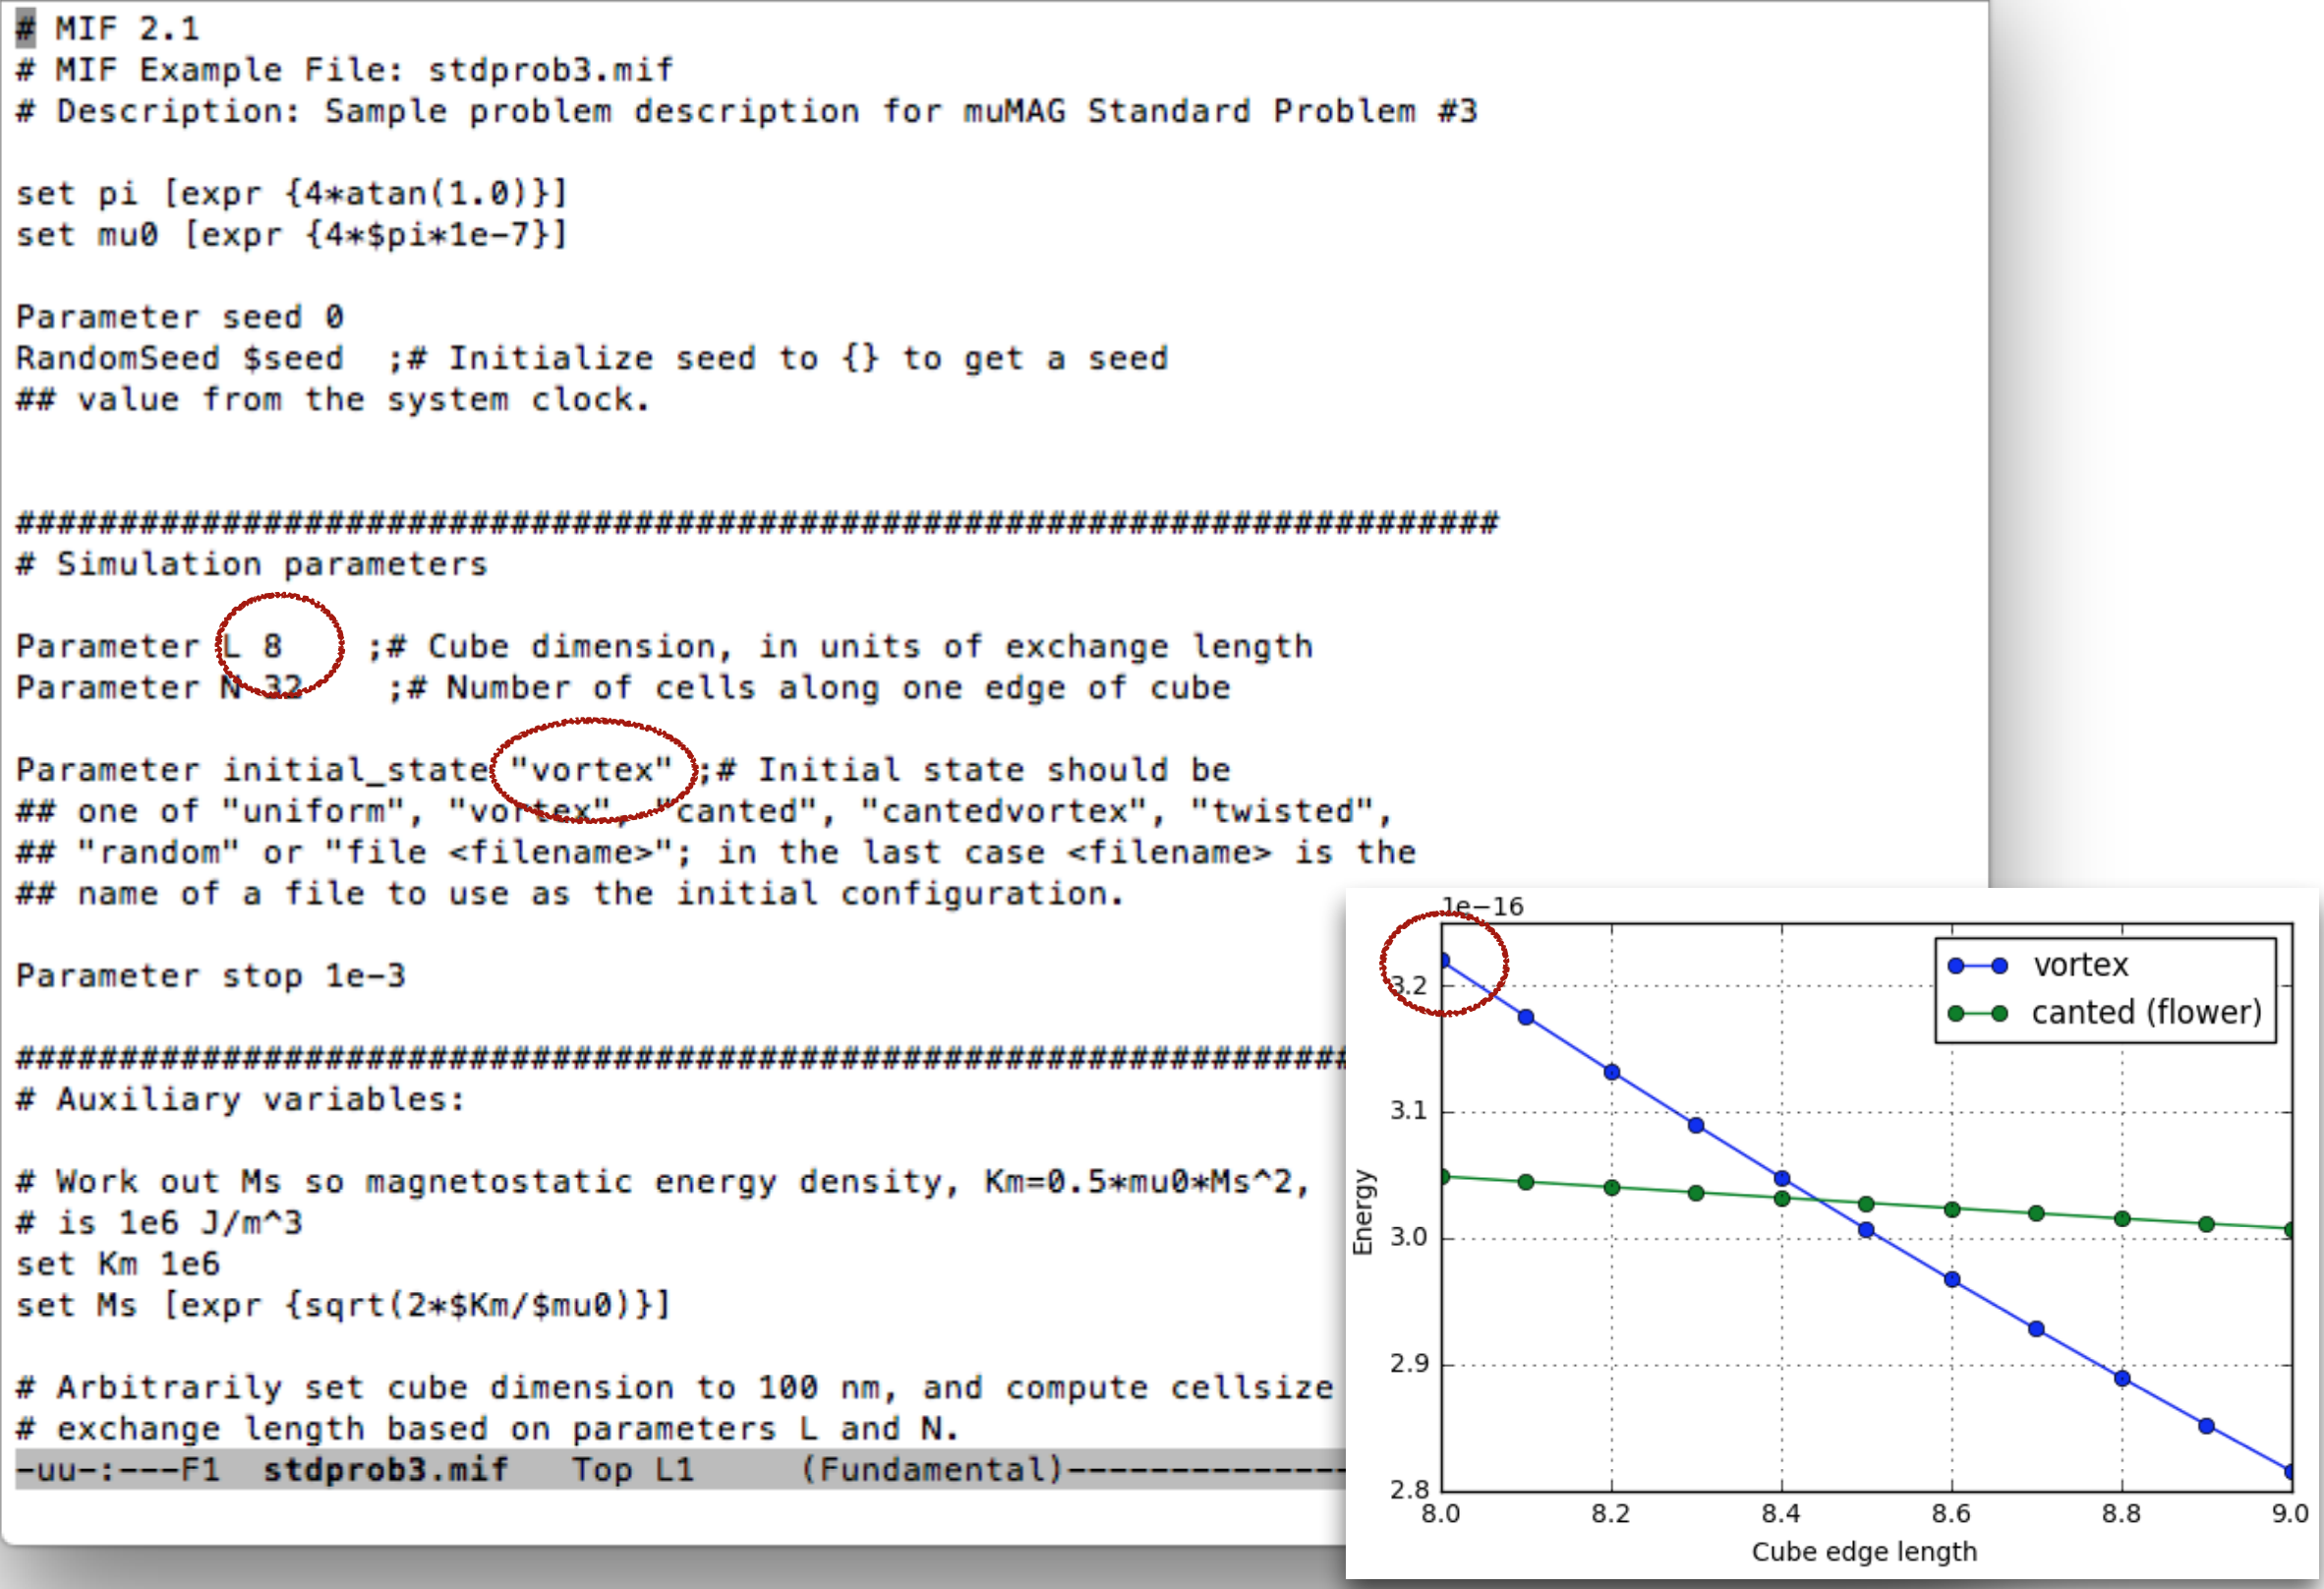 # MIF 2.1
# MIF Example File: stdprob3.mif
# Description: Sample problem description for muMAG Standard Problem #3
set pi [expr {4*atan(1.0)}]
set mu0 [expr {4*$pi*1e-7}]
Parameter seed 0
RandomSeed $seed  ;# Initialize seed to {} to get a seed
## value from the system clock.
########################################################################
# Simulation parameters
Parameter L 8    ;# Cube dimension, in units of exchange length
Parameter N 32    ;# Number of cells along one edge of cube
Parameter initial_state "vortex" ;# Initial state should be
## one of "uniform", "vortex", "canted", "cantedvortex", "twisted",
## "random" or "file <filename>"; in the last case <filename> is the
## name of a file to use as the initial configuration.
Parameter stop 1e-3
################################################################
# Auxiliary variables:
# Work out Ms so magnetostatic energy density, Km=0.5*mu0*Ms^2,
# is 1e6 J/m^3
set Km 1e6
set Ms [expr {sqrt(2*$Km/$mu0)}]
# Arbitrarily set cube dimension to 100 nm, and compute cellsize
# exchange length based on parameters L and N.
-uu-:---F1  stdprob3.mif   Top L1     (Fundamental)--------------
1e−16
vortex
canted (flower)
3.2
3.1
3.0
2.9
2.8
Energy
8.0 8.2 8.4 8.6 8.8 9.0
Cube edge length